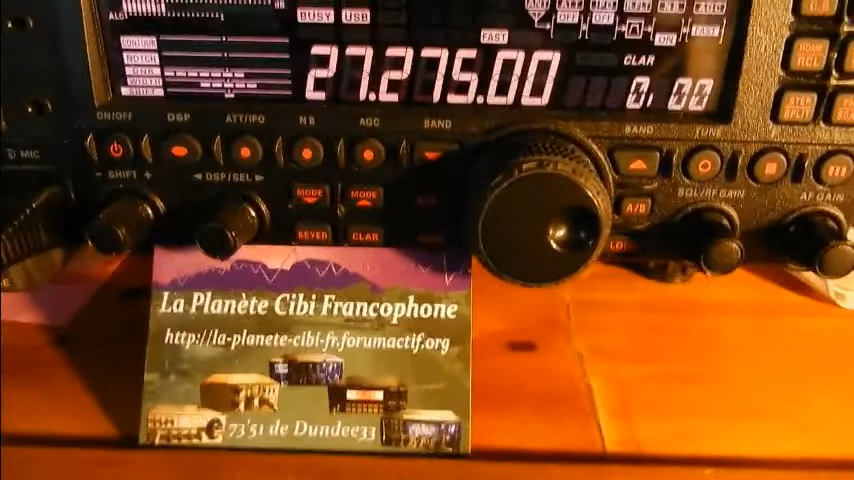 ALC
BUSY USB
FAST
ANT ATT IPO R.FLT N.B AGC
OFF OFF ON FAST
CONTOUR
NOTCH
DNR
WIDTH
SHIFT
27.275.00
CLAR
HOME
RCL
STEP
ON/OFF DSP ATT/IPO NB AGC BAND BAND TUNE
MIC
- SHIFT + ◄DSP/SEL► MODE MODE SQL/RF GAIN AF GAIN
A/B
KEYER CLAR
La Planète Cibi Francophone
http://la-planete-cibi-fr.forumactif.org/
73'51 de Dundee33